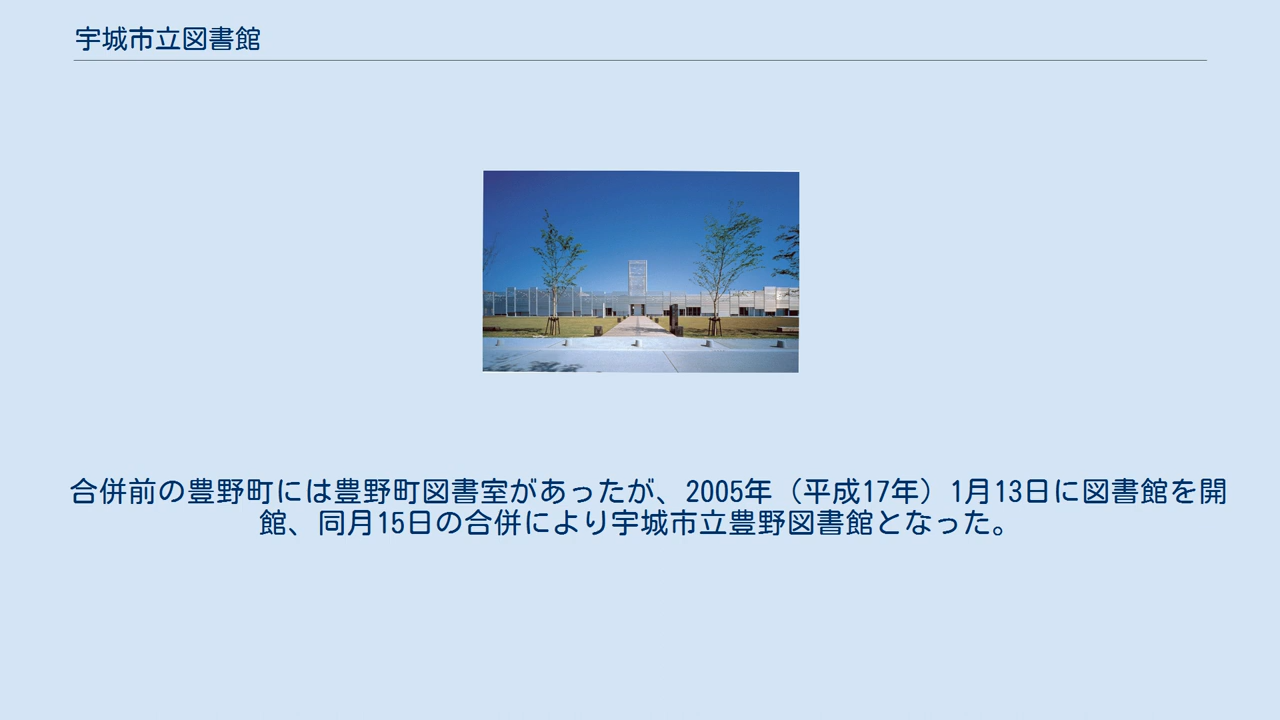 宇城市立図書館
合併前の豊野町には豊野町図書室があったが、2005年（平成17年）1月13日に図書館を開
館、同月15日の合併により宇城市立豊野図書館となった。